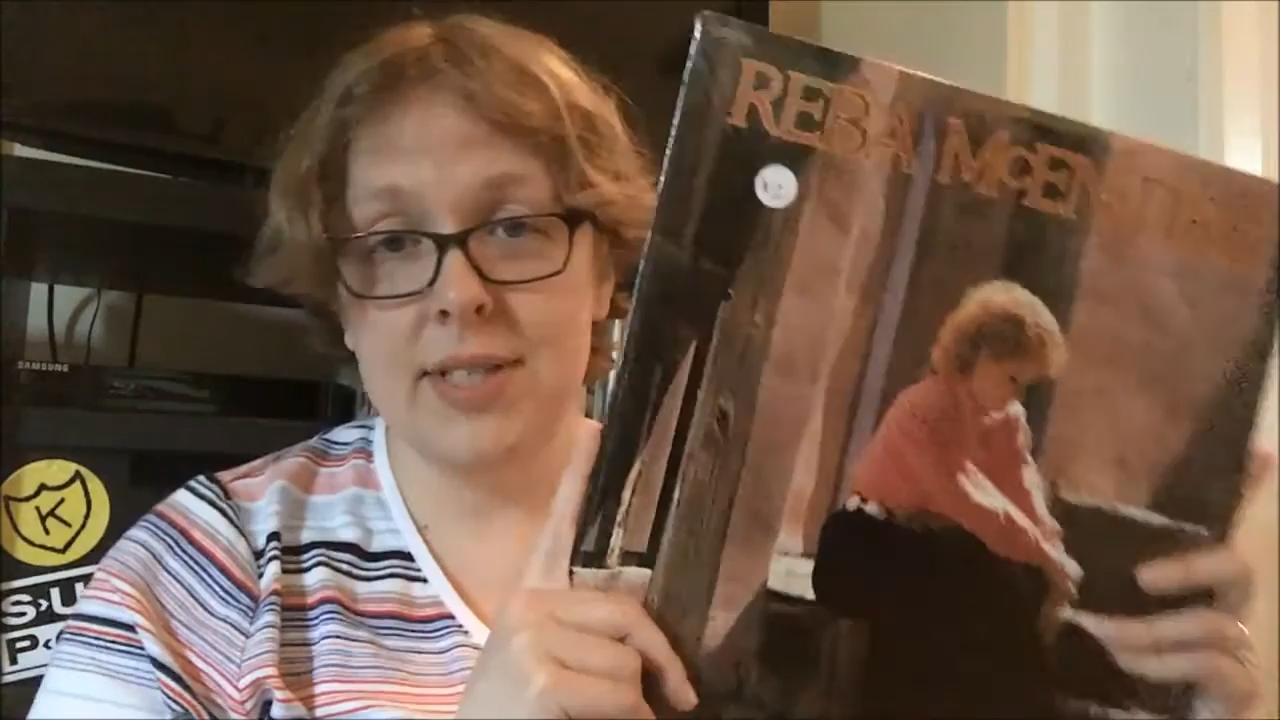 REBA McENTIRE
SAMSUNG
K
S›U
P‹